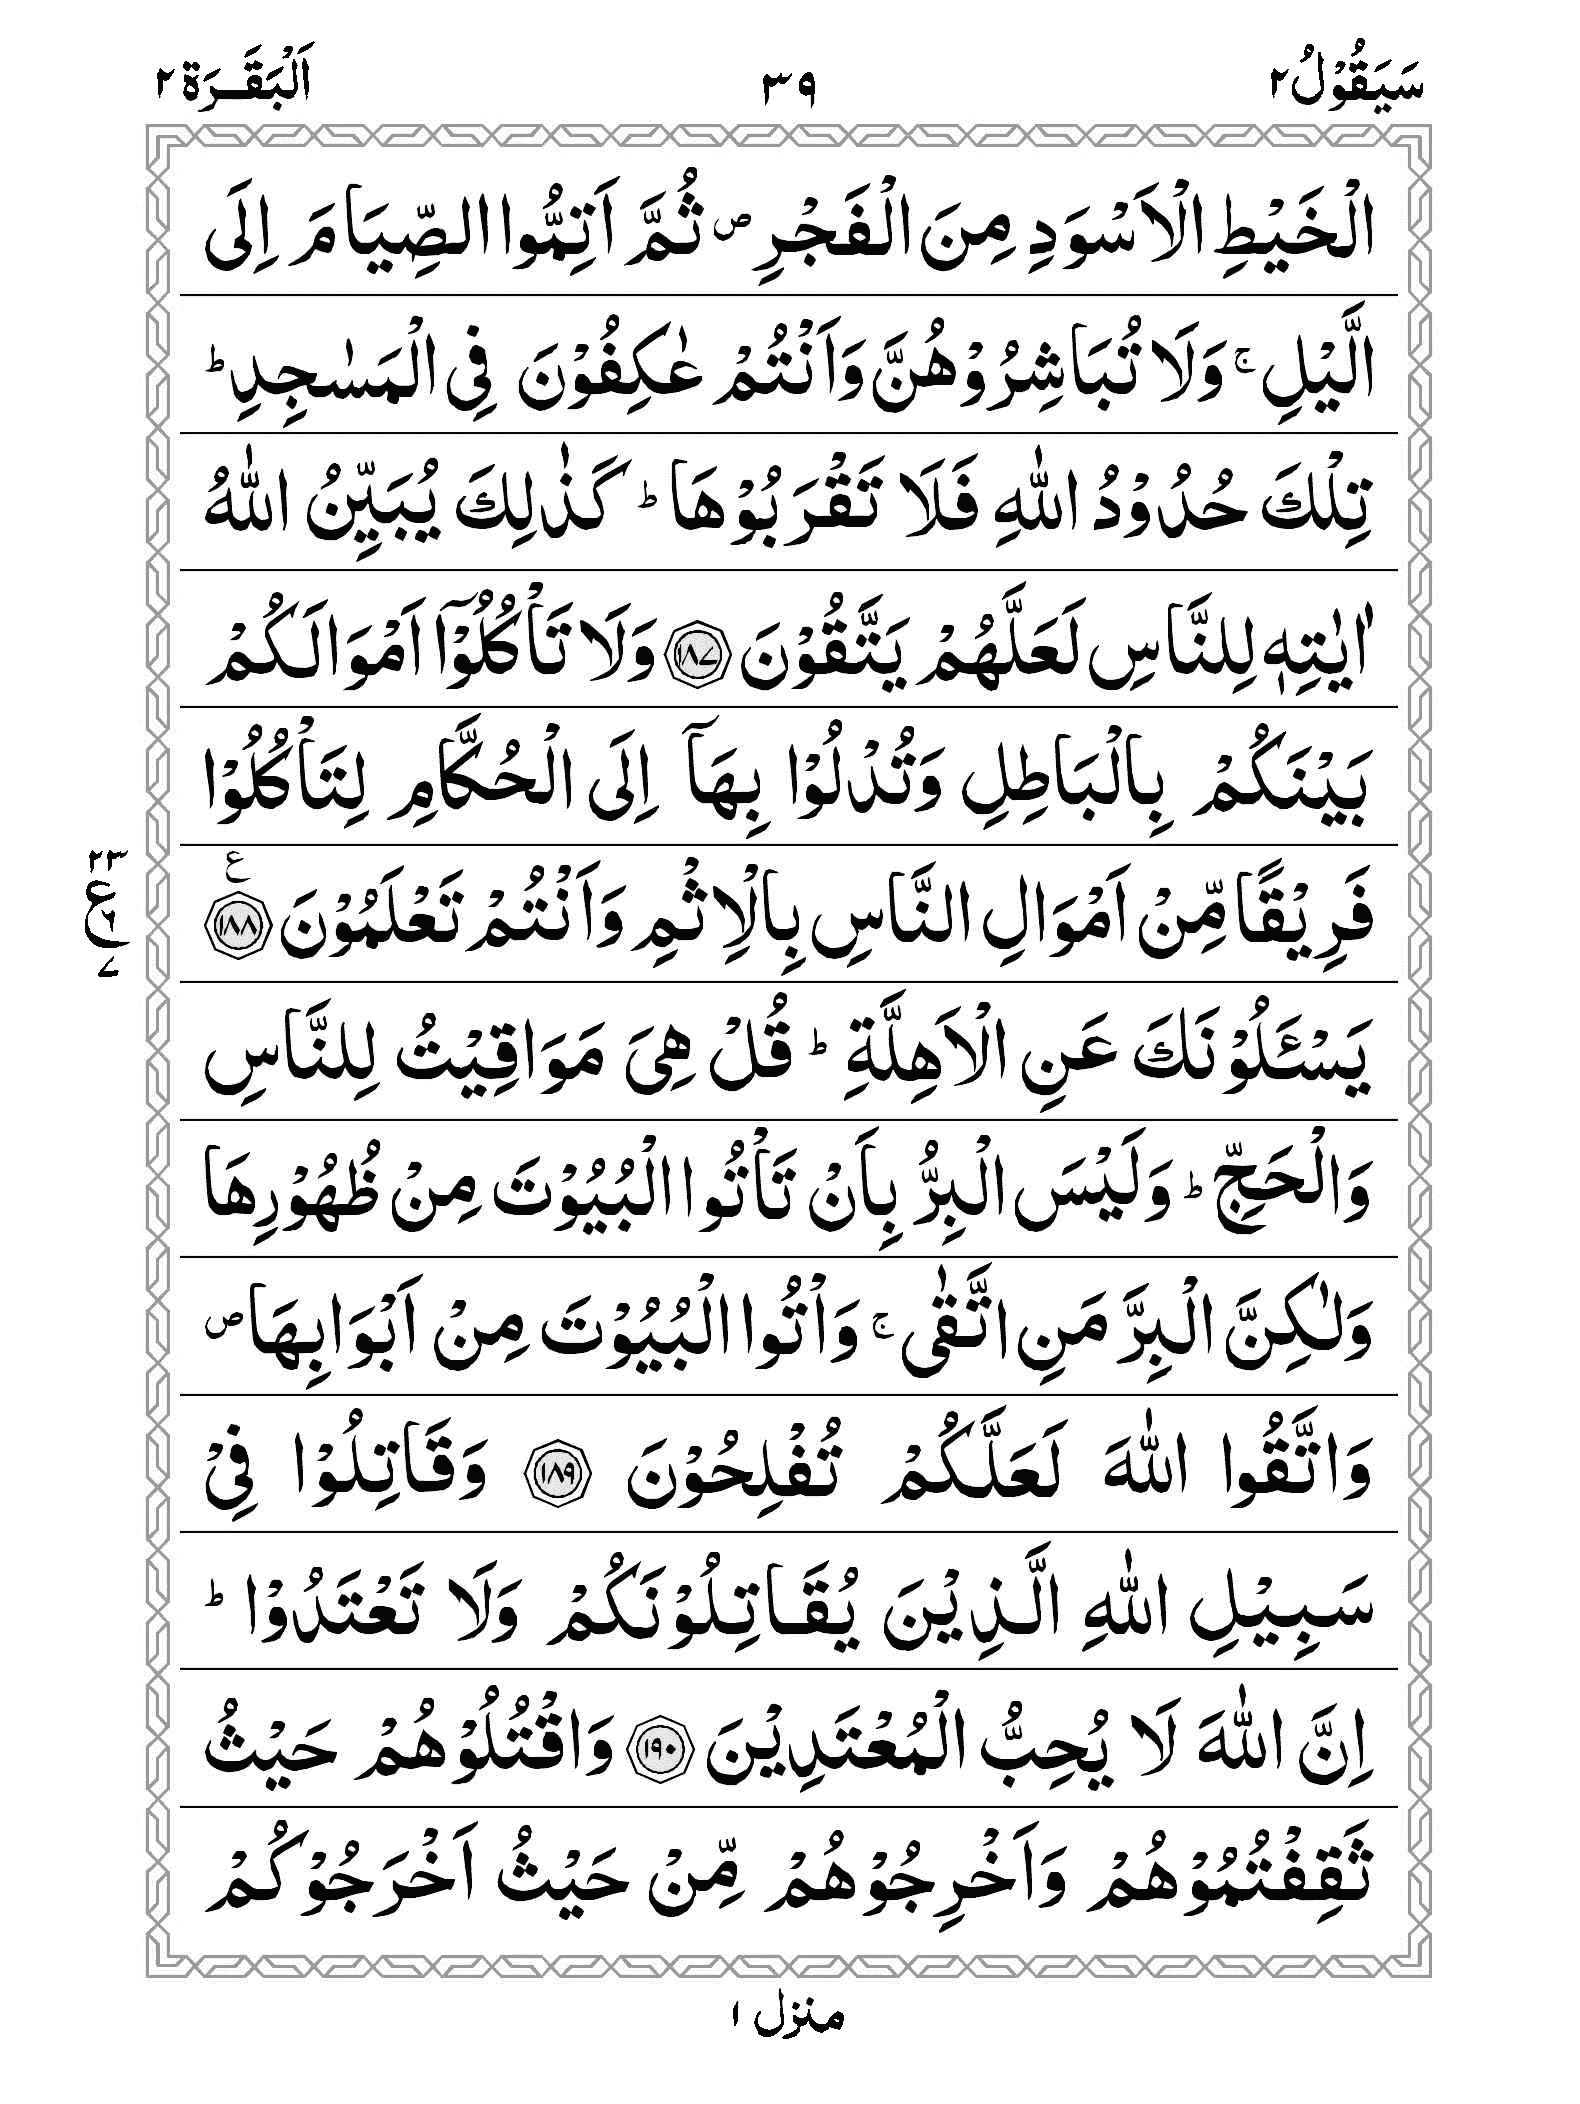 سَيَقُوْلُ ٢ ٣٩ اَلْبَقَـرَة ٢
الْخَيْطِ الْاَسْوَدِ مِنَ الْفَجْرِ ۪ ثُمَّ اَتِمُّوا الصِّيَامَ اِلَى
الَّيْلِ ۚ وَلَا تُبَاشِرُوْهُنَّ وَاَنْتُمْ عٰكِفُوْنَ فِى الْمَسٰجِدِ ؕ
تِلْكَ حُدُوْدُ اللّٰهِ فَلَا تَقْرَبُوْهَا ؕ كَذٰلِكَ يُبَيِّنُ اللّٰهُ
اٰيٰتِهٖ لِلنَّاسِ لَعَلَّهُمْ يَتَّقُوْنَ ١٨٧ وَلَا تَاْكُلُوْۤا اَمْوَالَكُمْ
بَيْنَكُمْ بِالْبَاطِلِ وَتُدْلُوْا بِهَاۤ اِلَى الْحُكَّامِ لِتَاْكُلُوْا
فَرِيْقًا مِّنْ اَمْوَالِ النَّاسِ بِالْاِثْمِ وَاَنْتُمْ تَعْلَمُوْنَ ١٨٨ ع
٢٣ ع ٦ ٧
يَسْـَٔلُوْنَكَ عَنِ الْاَهِلَّةِ ؕ قُلْ هِىَ مَوَاقِيْتُ لِلنَّاسِ
وَالْحَجِّ ؕ وَلَيْسَ الْبِرُّ بِاَنْ تَاْتُوا الْبُيُوْتَ مِنْ ظُهُوْرِهَا
وَلٰكِنَّ الْبِرَّ مَنِ اتَّقٰى ۚ وَاْتُوا الْبُيُوْتَ مِنْ اَبْوَابِهَا ۪
وَاتَّقُوا اللّٰهَ لَعَلَّكُمْ تُفْلِحُوْنَ ١٨٩ وَقَاتِلُوْا فِىْ
سَبِيْلِ اللّٰهِ الَّذِيْنَ يُقَاتِلُوْنَكُمْ وَلَا تَعْتَدُوْا ؕ
اِنَّ اللّٰهَ لَا يُحِبُّ الْمُعْتَدِيْنَ ١٩٠ وَاقْتُلُوْهُمْ حَيْثُ
ثَقِفْتُمُوْهُمْ وَاَخْرِجُوْهُمْ مِّنْ حَيْثُ اَخْرَجُوْكُمْ
منزل ١